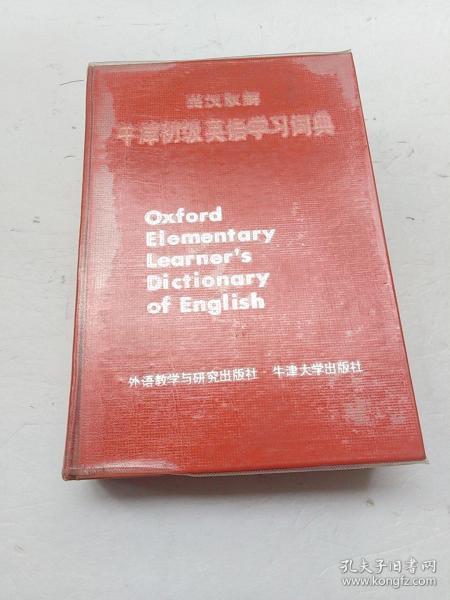 英汉双解
牛津初级英语学习词典
Oxford
Elementary
Learner's
Dictionary
of English
外语教学与研究出版社 牛津大学出版社
孔夫子旧书网
www.kongfz.com